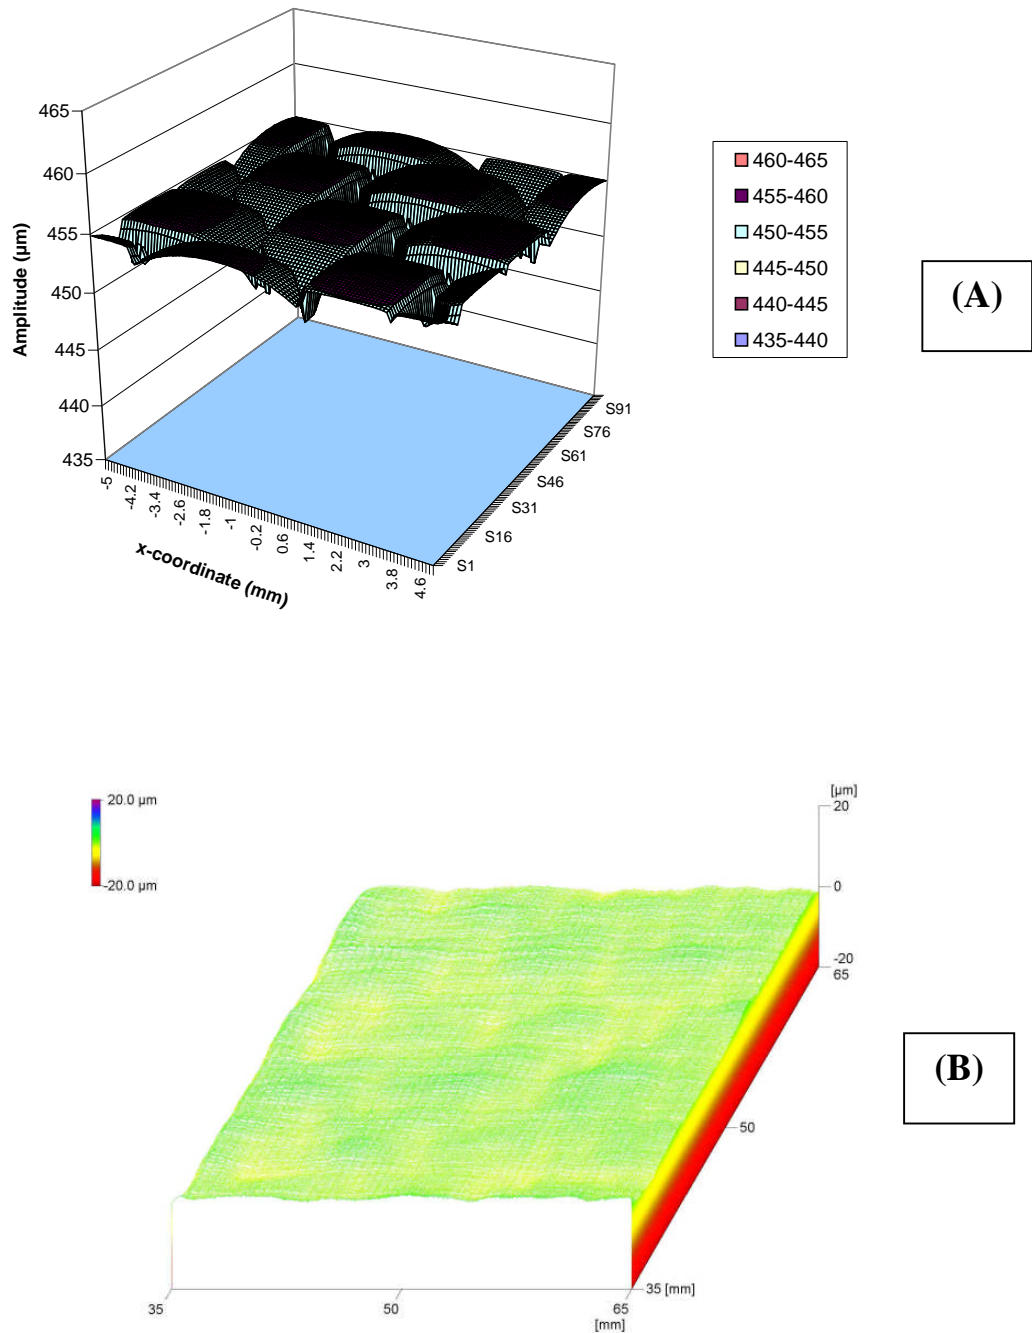 465
460
455
450
445
440
435
Amplitude (µm)
-5
-4.2
-3.4
-2.6
-1.8
-1
-0.2
0.6
1.4
2.2
3
3.8
4.6
x-coordinate (mm)
S1
S16
S31
S46
S61
S76
S91
460-465
455-460
450-455
445-450
440-445
435-440
(A)
20.0 µm
-20.0 µm
[µm]
20
0
-20
65
50
35 [mm]
35
50
65
[mm]
(B)